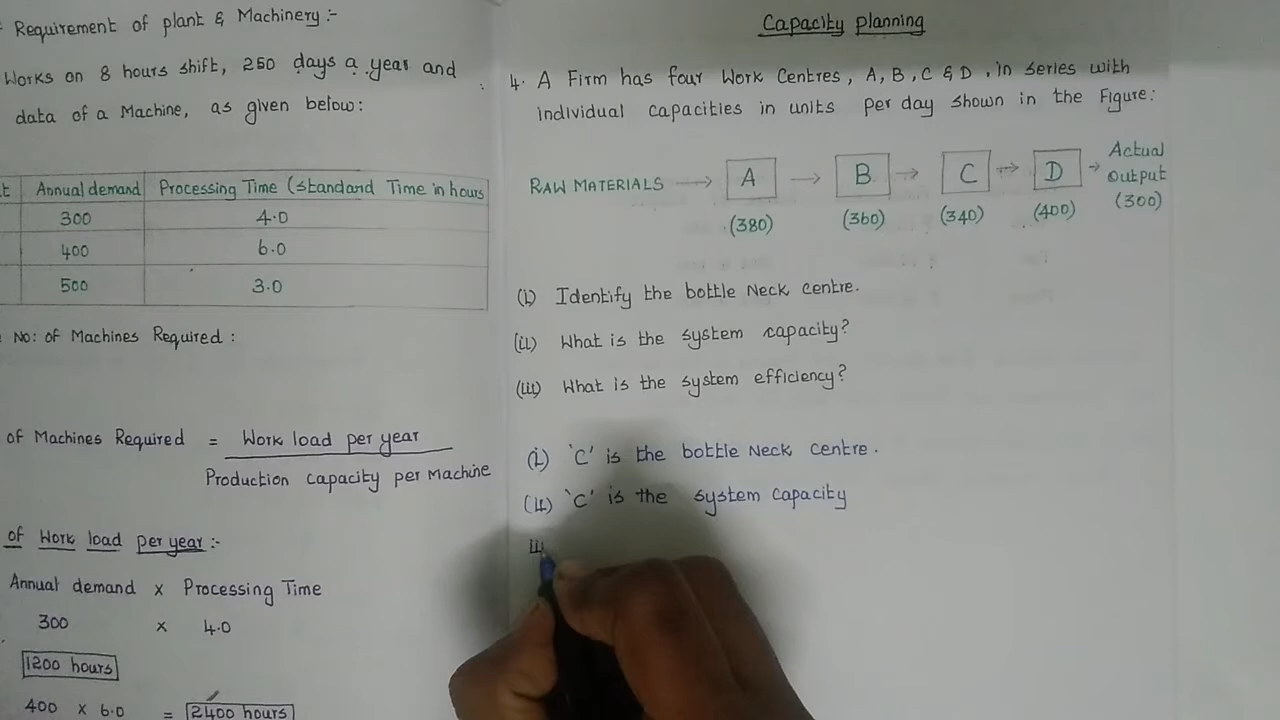 Requirement of plant & Machinery :-
Works on 8 hours shift, 250 days a year and
data of a Machine, as given below:
Annual demand Processing Time (standard Time in hours
300 4.0
400 6.0
500 3.0
No: of Machines Required :
of Machines Required = Work load per year
Production capacity per Machine
of Work load per year :-
Annual demand x Processing Time
300 x 4.0
1200 hours
400 x 6.0 = 2400 hours
Capacity planning
4. A Firm has four Work Centres, A, B, C & D, in series with
individual capacities in units per day shown in the Figure:
RAW MATERIALS → A → B → C → D → Actual
output
(380) (360) (340) (400) (300)
(i) Identify the bottle Neck centre.
(ii) What is the system capacity?
(iii) What is the system efficiency?
(i) 'C' is the bottle Neck centre.
(ii) 'C' is the system capacity